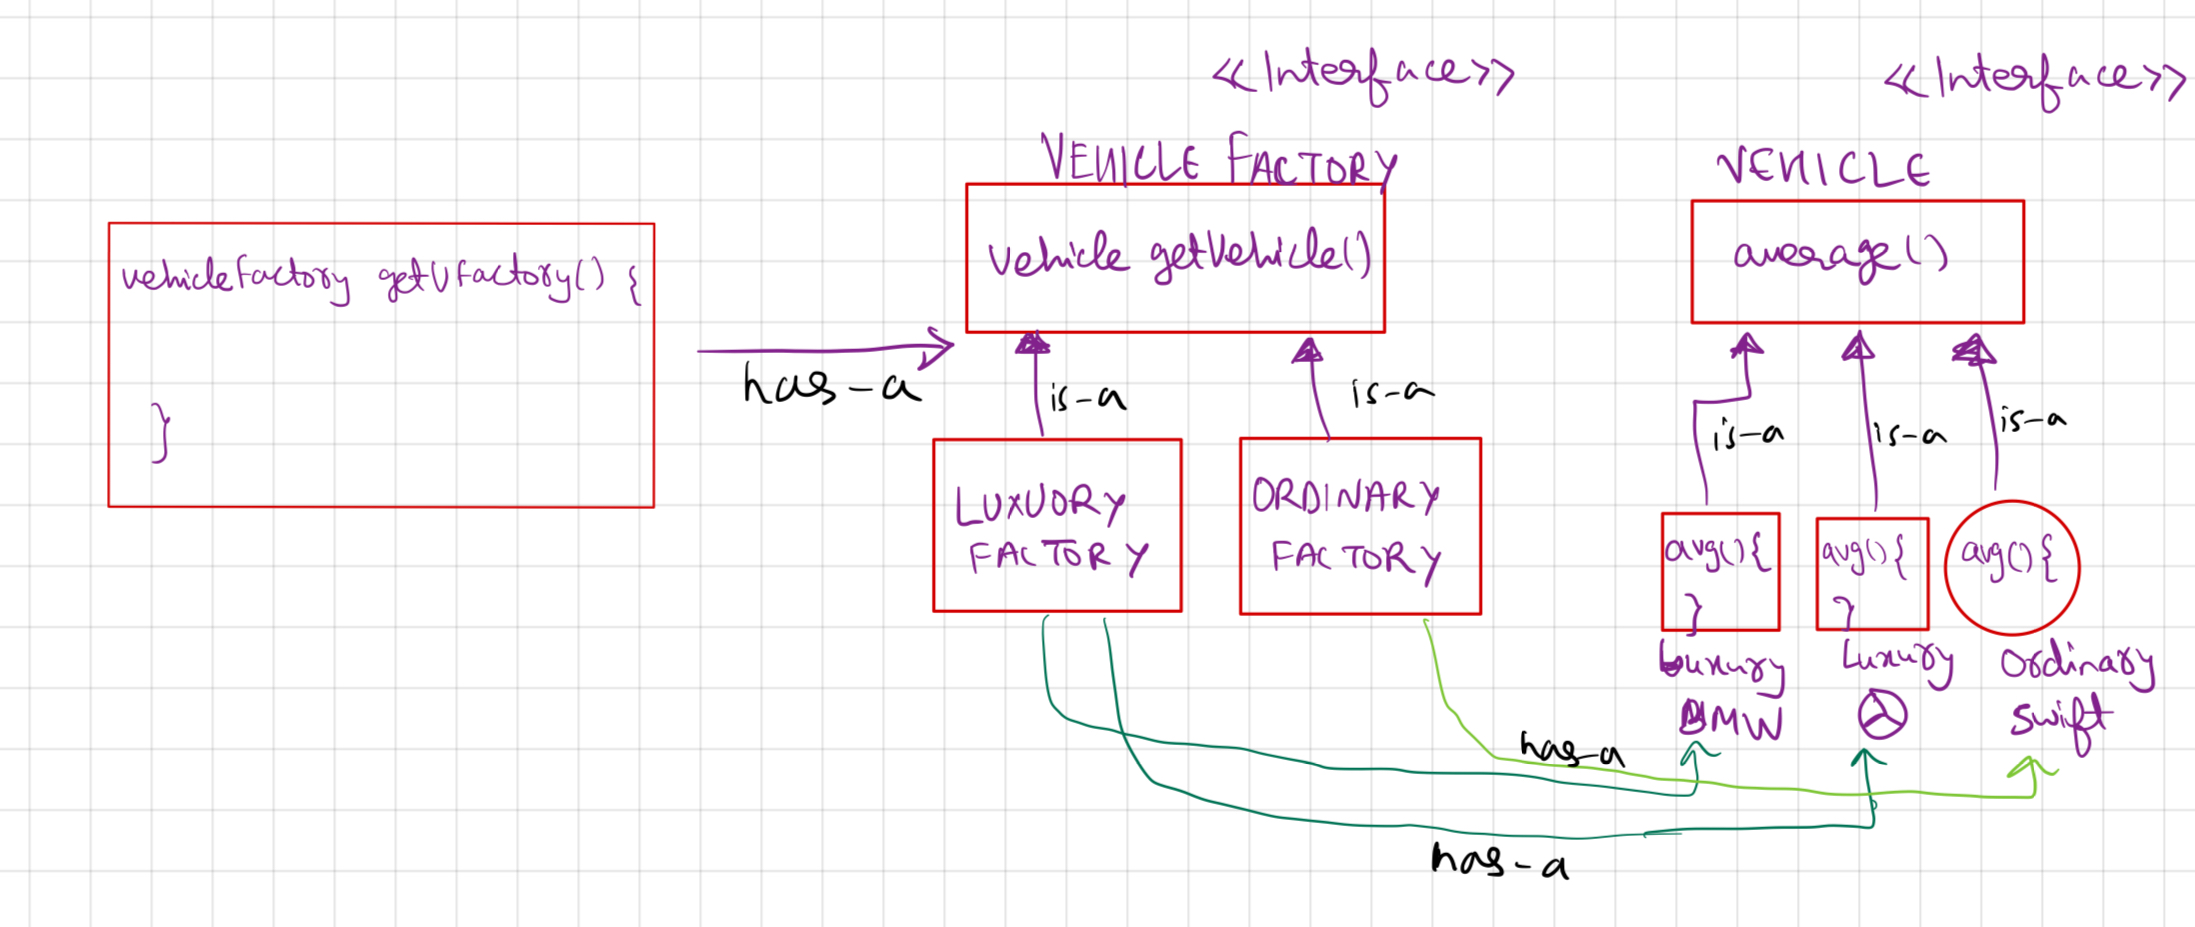 <<Interface>>
<<Interface>>
VEHICLE FACTORY
VEHICLE
vehiclefactory getVfactory() {
}
vehicle getVehicle()
average()
has-a
is-a
is-a
is-a
is-a
is-a
LUXUORY
FACTORY
ORDINARY
FACTORY
avg(){
}
avg(){
}
avg(){
Luxury
BMW
Luxury
Ordinary
Swift
has-a
has-a